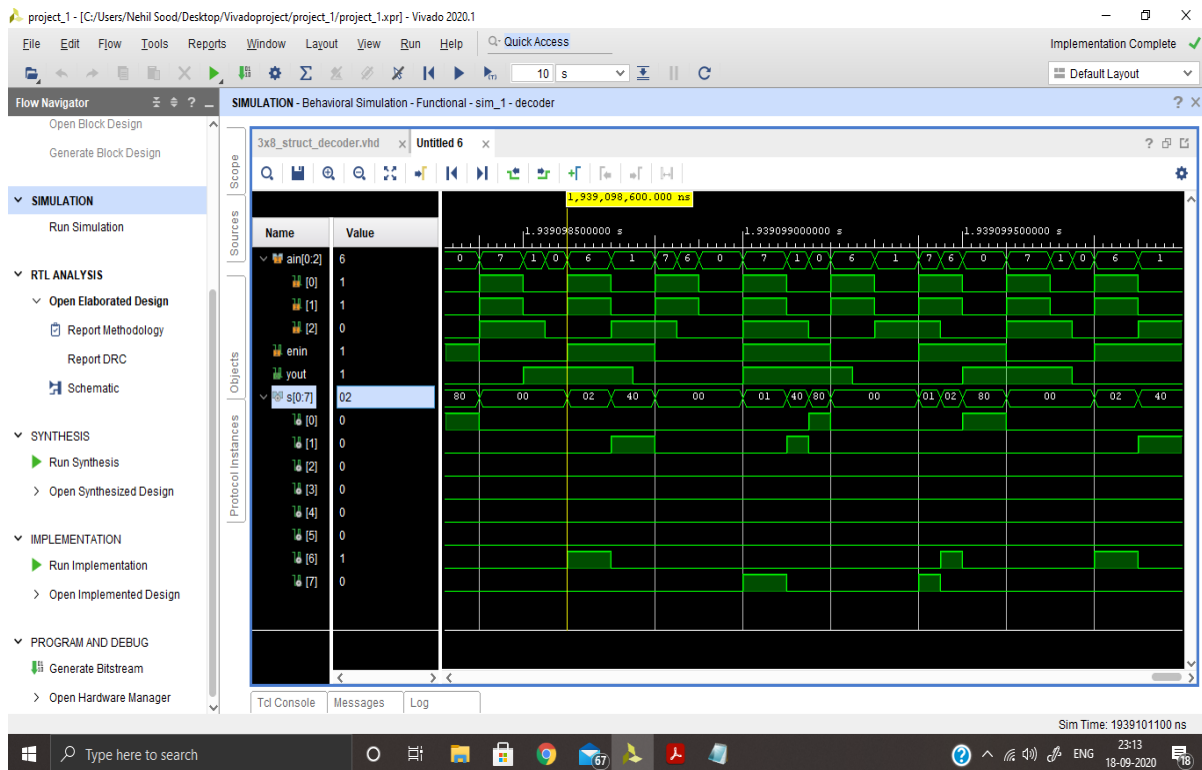 project_1 - [C:/Users/Nehil Sood/Desktop/Vivadoproject/project_1/project_1.xpr] - Vivado 2020.1
File Edit Flow Tools Reports Window Layout View Run Help Quick Access Implementation Complete
10 s Default Layout
Flow Navigator ? SIMULATION - Behavioral Simulation - Functional - sim_1 - decoder ?
Open Block Design
Generate Block Design
SIMULATION
Run Simulation
RTL ANALYSIS
Open Elaborated Design
Report Methodology
Report DRC
Schematic
SYNTHESIS
Run Synthesis
Open Synthesized Design
IMPLEMENTATION
Run Implementation
Open Implemented Design
PROGRAM AND DEBUG
Generate Bitstream
Open Hardware Manager
Scope
Sources
Objects
Protocol Instances
3x8_struct_decoder.vhd Untitled 6 ?
1,939,098,600.000 ns
Name Value 1.939098500000 s 1.939099000000 s 1.939099500000 s
ain[0:2] 6 0 7 1 0 6 1 7 6 0 7 1 0 6 1 7 6 0 7 1 0 6 1
[0] 1
[1] 1
[2] 0
enin 1
yout 1
s[0:7] 02 80 00 02 40 00 01 40 80 00 01 02 80 00 02 40
[0] 0
[1] 0
[2] 0
[3] 0
[4] 0
[5] 0
[6] 1
[7] 0
Tcl Console Messages Log
Sim Time: 1939101100 ns
Type here to search 67 ENG 23:13
18-09-2020 18